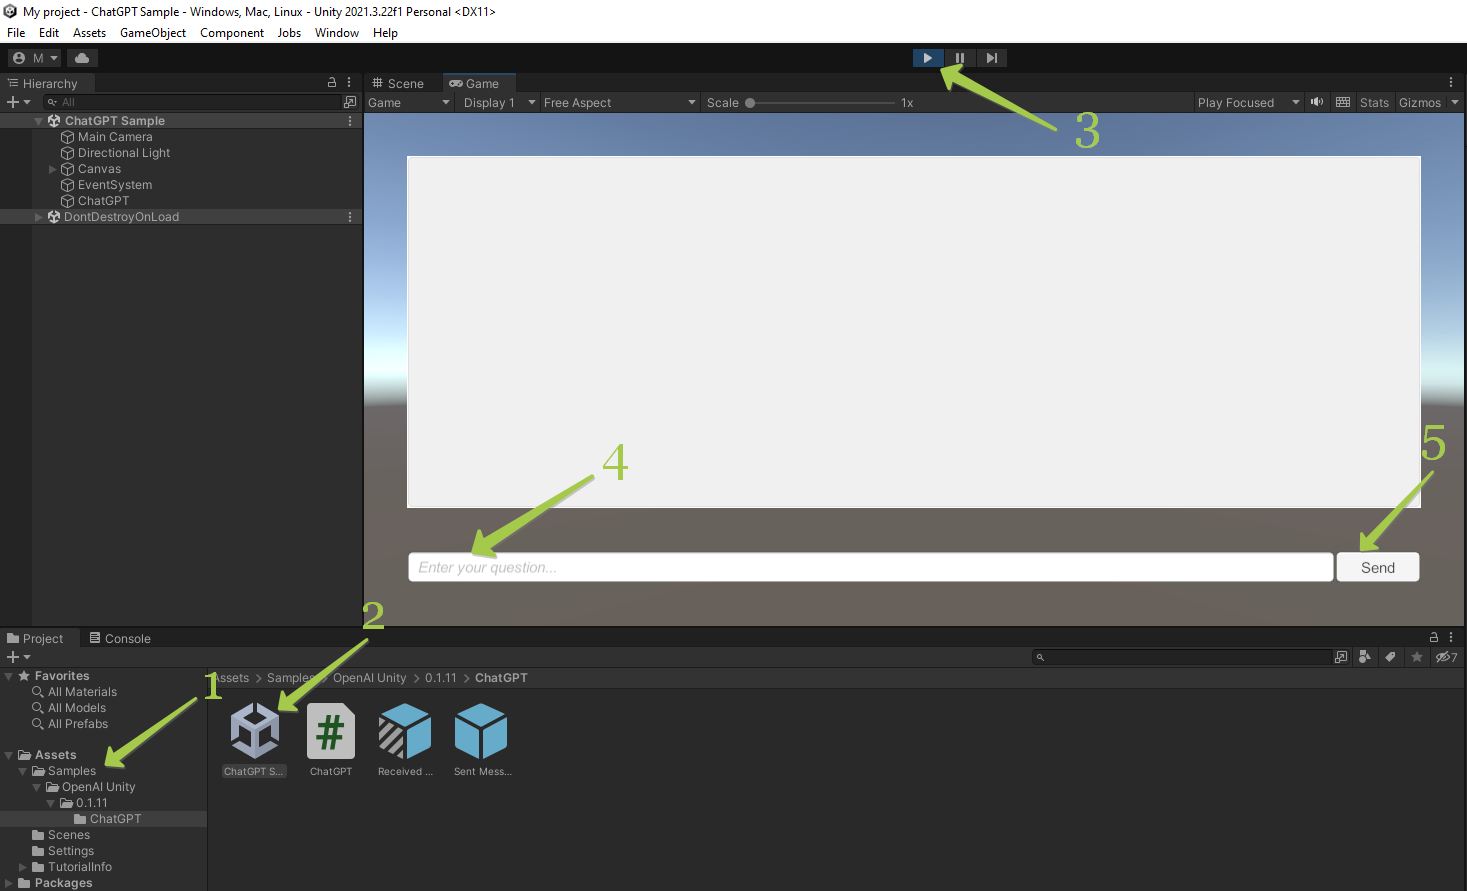 My project - ChatGPT Sample - Windows, Mac, Linux - Unity 2021.3.22f1 Personal <DX11>
File Edit Assets GameObject Component Jobs Window Help
M
Hierarchy
All
ChatGPT Sample
Main Camera
Directional Light
Canvas
EventSystem
ChatGPT
DontDestroyOnLoad
Scene Game
Game Display 1 Free Aspect Scale 1x Play Focused Stats Gizmos
3
4
5
Enter your question...
Send
2
Project Console
7
1
Favorites
All Materials
All Models
All Prefabs
Assets
Samples
OpenAI Unity
0.1.11
ChatGPT
Scenes
Settings
TutorialInfo
Packages
Assets > Samples > OpenAI Unity > 0.1.11 > ChatGPT
#
ChatGPT S...
ChatGPT
Received ...
Sent Mess...